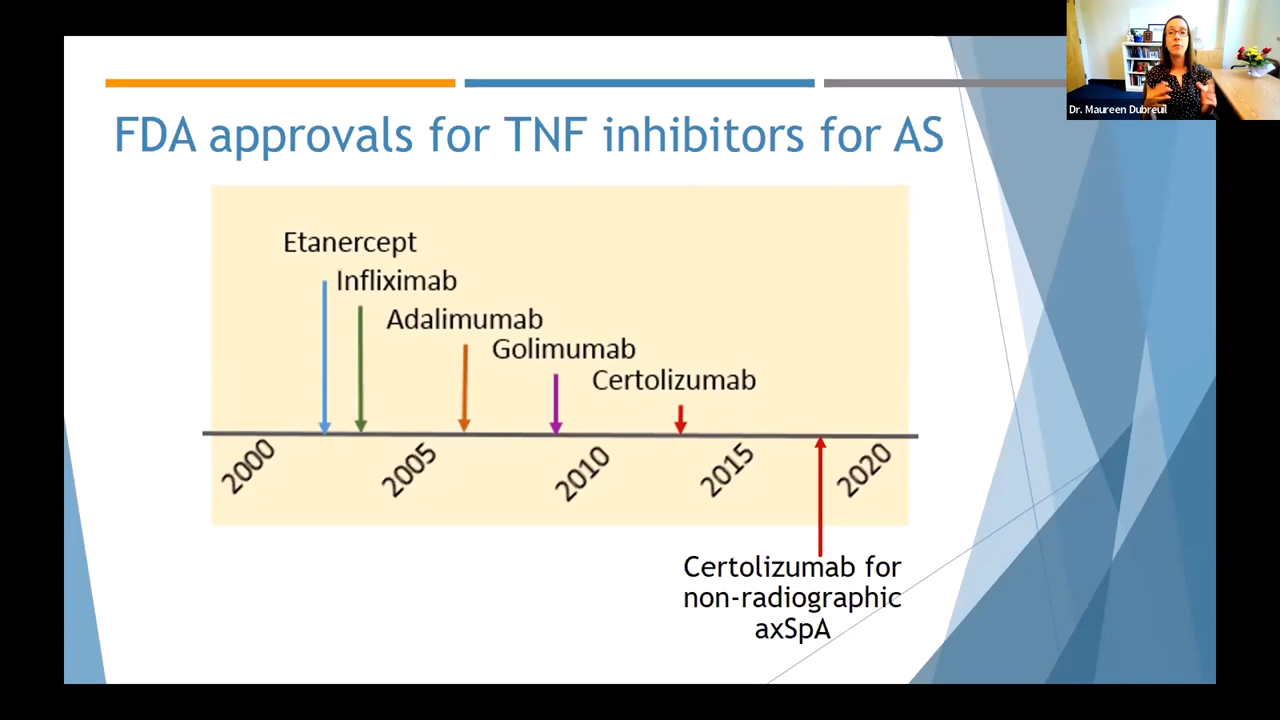 Dr. Maureen Dubreuil
FDA approvals for TNF inhibitors for AS
Etanercept
Infliximab
Adalimumab
Golimumab
Certolizumab
2000
2005
2010
2015
2020
Certolizumab for
non-radiographic
axSpA